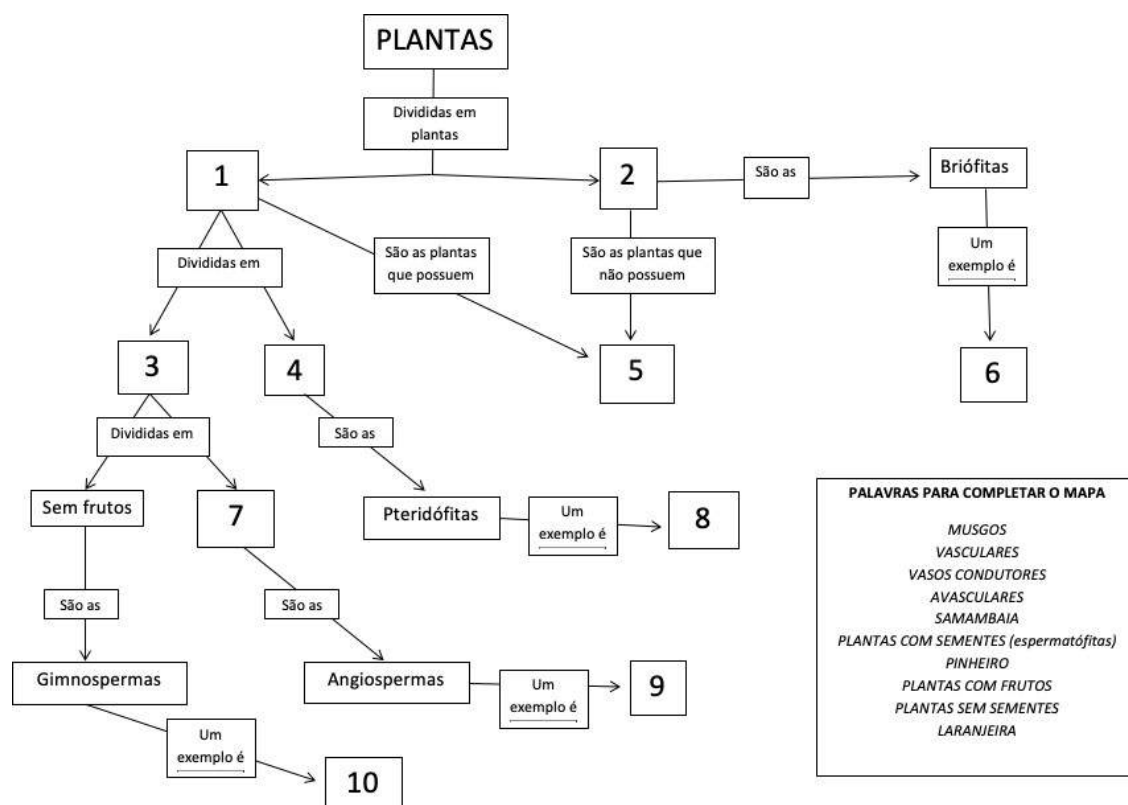 PLANTAS
Divididas em
plantas
1
2
São as
Briófitas
Divididas em
São as plantas
que possuem
São as plantas que
não possuem
Um
exemplo é
3
4
5
6
Divididas em
São as
Sem frutos
7
Pteridófitas
Um
exemplo é
8
São as
São as
Gimnospermas
Angiospermas
Um
exemplo é
9
Um
exemplo é
10
PALAVRAS PARA COMPLETAR O MAPA
MUSGOS
VASCULARES
VASOS CONDUTORES
AVASCULARES
SAMAMBAIA
PLANTAS COM SEMENTES (espermatófitas)
PINHEIRO
PLANTAS COM FRUTOS
PLANTAS SEM SEMENTES
LARANJEIRA